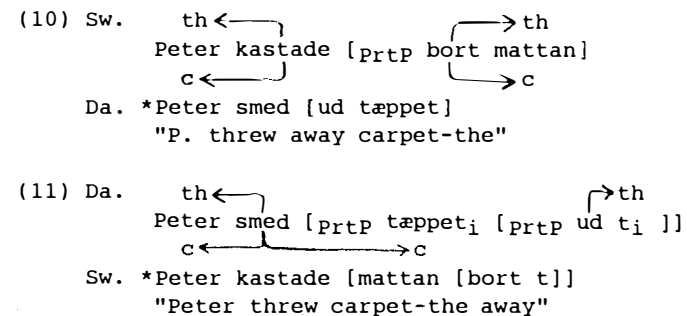 (10) Sw. th th
Peter kastade [PrtP bort mattan]
c c
Da. *Peter smed [ud tæppet]
"P. threw away carpet-the"
(11) Da. th th
Peter smed [PrtP tæppeti [PrtP ud ti ]]
c c
Sw. *Peter kastade [mattan [bort t]]
"Peter threw carpet-the away"